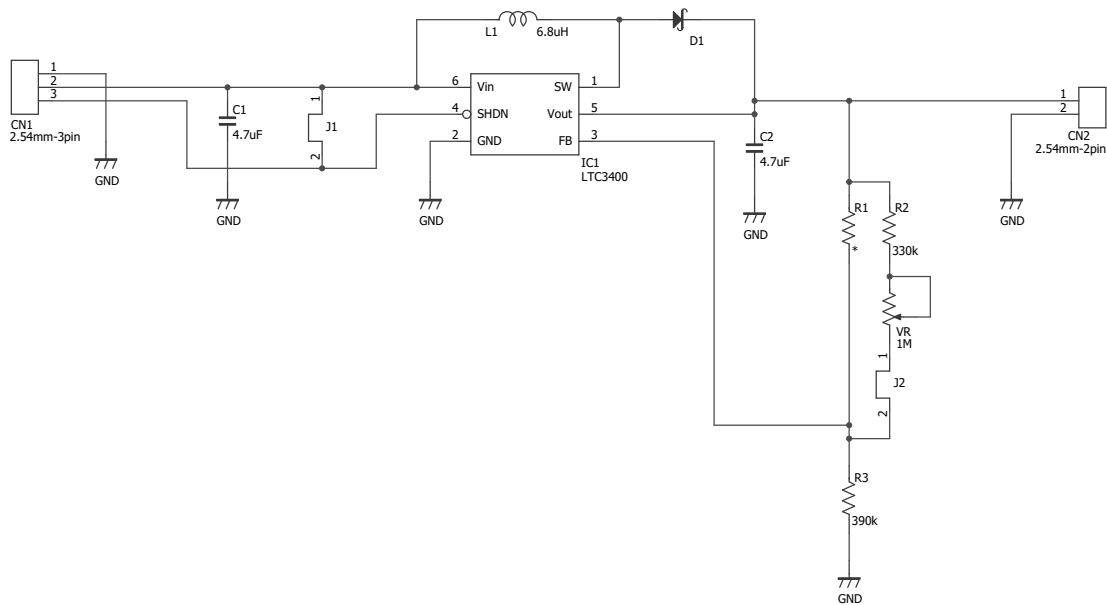 L1
6.8uH
D1
1
2
3
CN1
2.54mm-3pin
GND
C1
4.7uF
GND
1
J1
2
6
Vin
SW
1
4
SHDN
Vout
5
2
GND
FB
3
IC1
LTC3400
GND
C2
4.7uF
GND
1
2
CN2
2.54mm-2pin
GND
R1
*
R2
330k
VR
1M
1
J2
2
R3
390k
GND